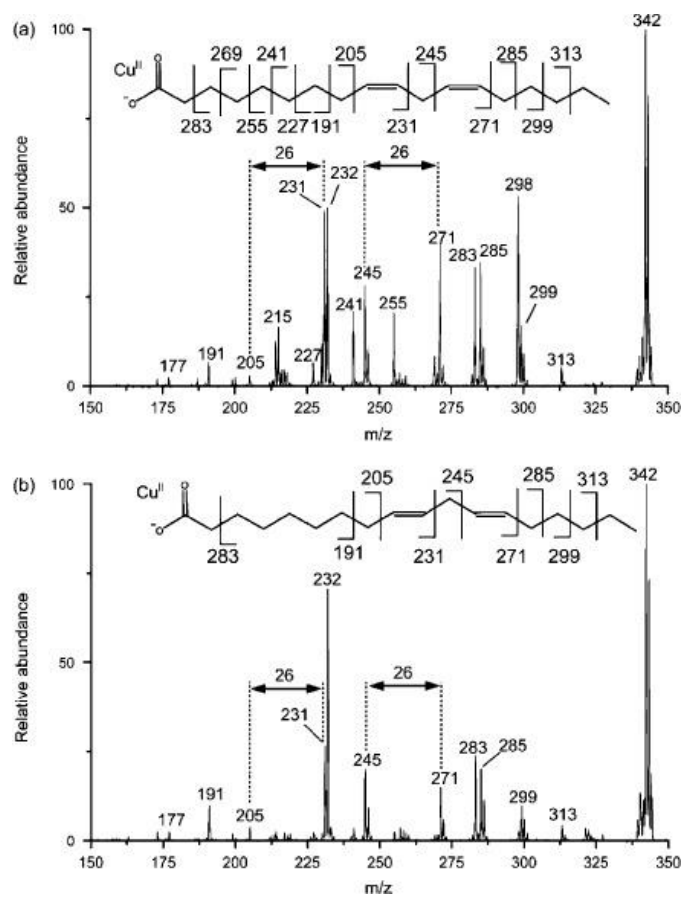 (a)
100
342
269 241 205 245 285 313
Cu^II
O
⁻O
283 255 227 191 231 271 299
26 26
231 232
50
298
271
283 285
245
241
255
299
215
191
227
177
205
313
0
150 175 200 225 250 275 300 325 350
m/z
Relative abundance
(b)
100
342
205 245 285 313
Cu^II
O
⁻O
283 191 231 271 299
232
26 26
231
50
245
283 285
271
191
299
177
205
313
0
150 175 200 225 250 275 300 325 350
m/z
Relative abundance